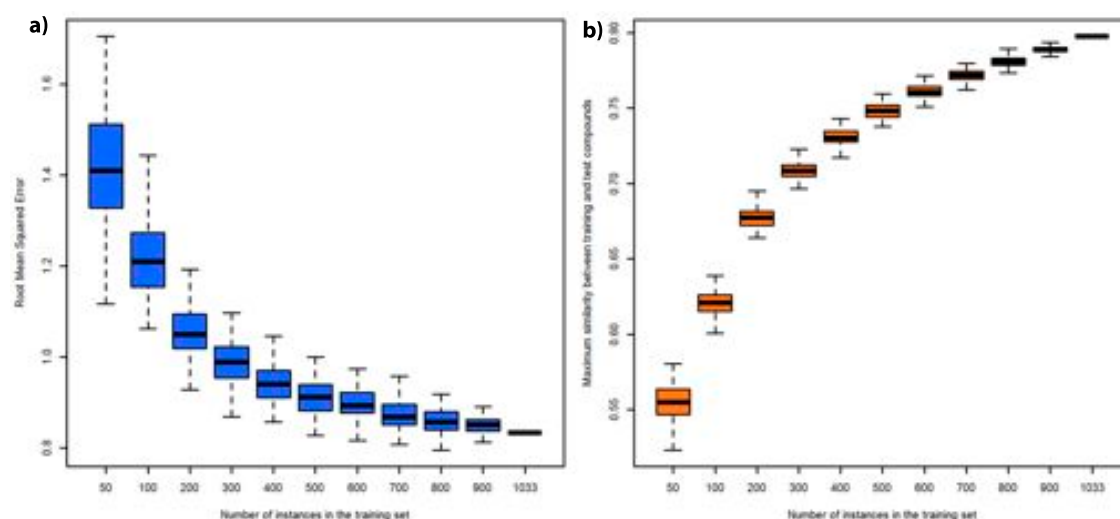 a)
Root Mean Squared Error
1.6
1.4
1.2
1.0
0.8
50 100 200 300 400 500 600 700 800 900 1033
Number of instances in the training set
b)
Maximum similarity between training and test compounds
0.80
0.75
0.70
0.65
0.60
0.55
50 100 200 300 400 500 600 700 800 900 1033
Number of instances in the training set